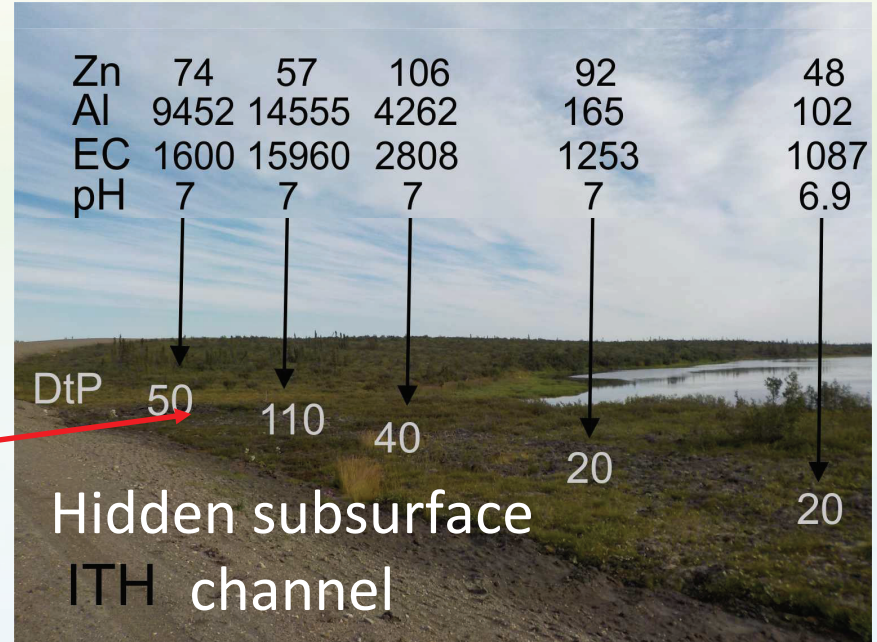 Zn 74 57 106 92 48
Al 9452 14555 4262 165 102
EC 1600 15960 2808 1253 1087
pH 7 7 7 7 6.9
DtP 50 110 40 20 20
Hidden subsurface
ITH channel